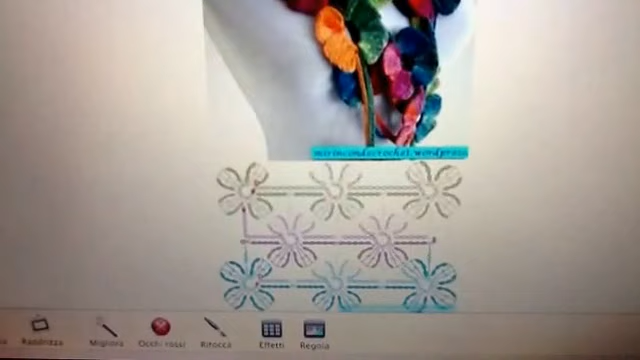 mirincondecrochet.wordpress
Raddrizza Migliora Occhi rossi Ritocca Effetti Regola